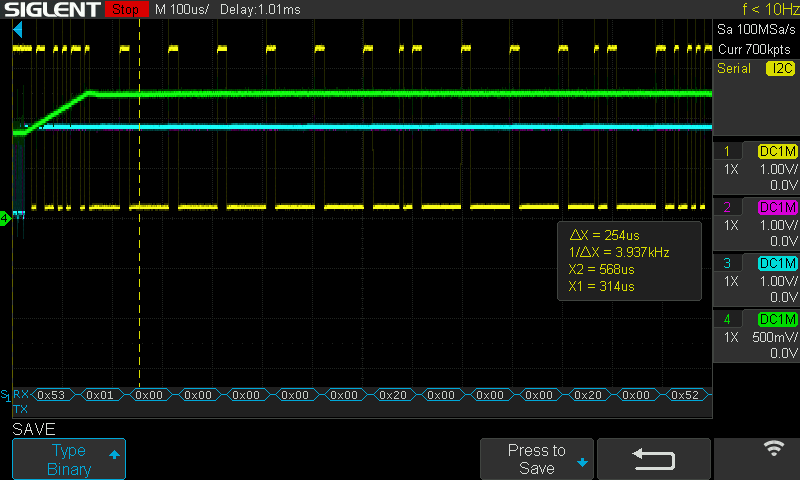 SIGLENT Stop M 100us/ Delay:1.01ms f < 10Hz
Sa 100MSa/s
Curr 700kpts
Serial I2C
1 DC1M
1X 1.00V/
0.0V
2 DC1M
1X 1.00V/
0.0V
3 DC1M
1X 1.00V/
0.0V
4 DC1M
1X 500mV/
0.0V
4
ΔX = 254us
1/ΔX = 3.937kHz
X2 = 568us
X1 = 314us
S1 RX 0x53 0x01 0x00 0x00 0x00 0x00 0x00 0x20 0x00 0x00 0x00 0x20 0x00 0x52
TX
SAVE
Type
Binary
Press to
Save